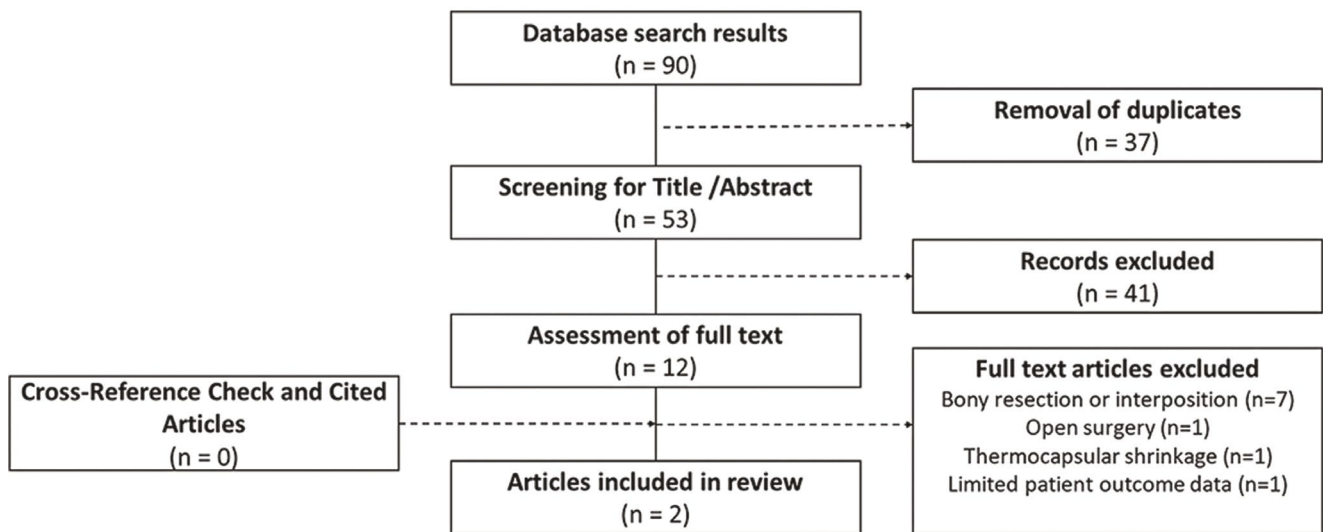 Database search results
(n = 90)
Removal of duplicates
(n = 37)
Screening for Title /Abstract
(n = 53)
Records excluded
(n = 41)
Assessment of full text
(n = 12)
Cross-Reference Check and Cited
Articles
(n = 0)
Full text articles excluded
Bony resection or interposition (n=7)
Open surgery (n=1)
Thermocapsular shrinkage (n=1)
Limited patient outcome data (n=1)
Articles included in review
(n = 2)